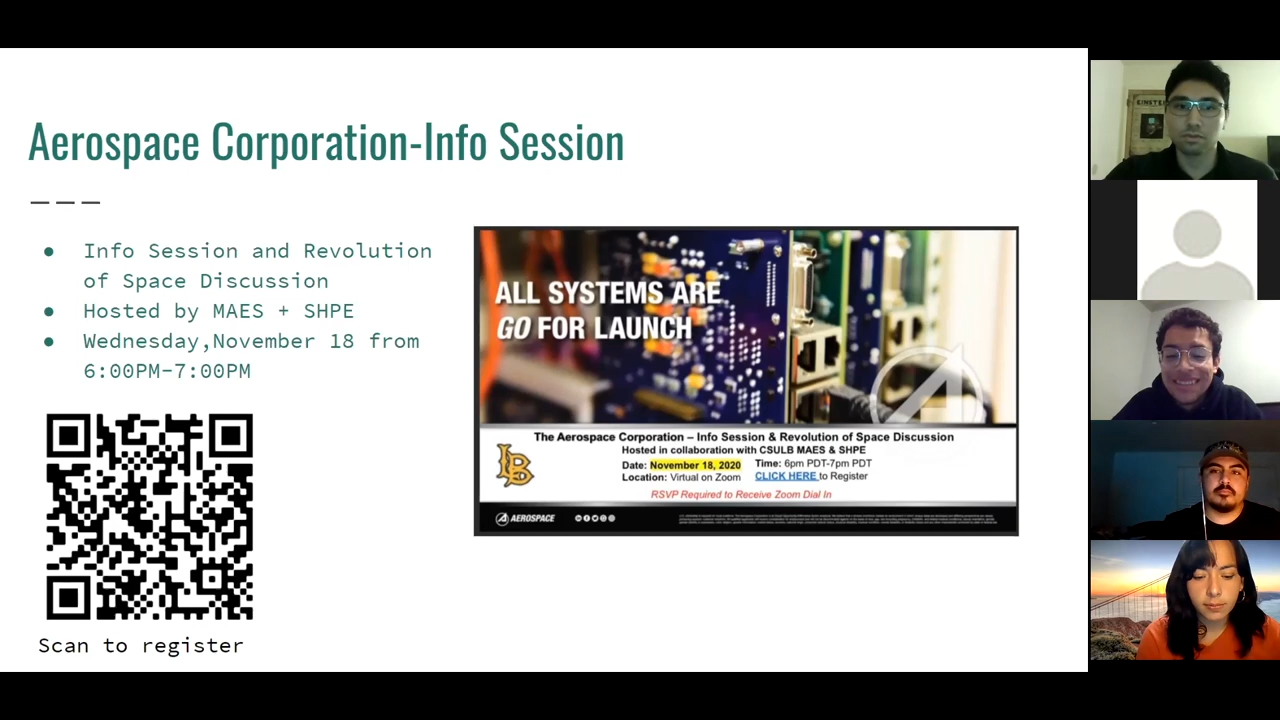 Aerospace Corporation-Info Session
● Info Session and Revolution
of Space Discussion
● Hosted by MAES + SHPE
● Wednesday,November 18 from
6:00PM-7:00PM
Scan to register
ALL SYSTEMS ARE
GO FOR LAUNCH
The Aerospace Corporation – Info Session & Revolution of Space Discussion
Hosted in collaboration with CSULB MAES & SHPE
Date: November 18, 2020 Time: 6pm PDT-7pm PDT
Location: Virtual on Zoom CLICK HERE to Register
RSVP Required to Receive Zoom Dial In
LB
AEROSPACE